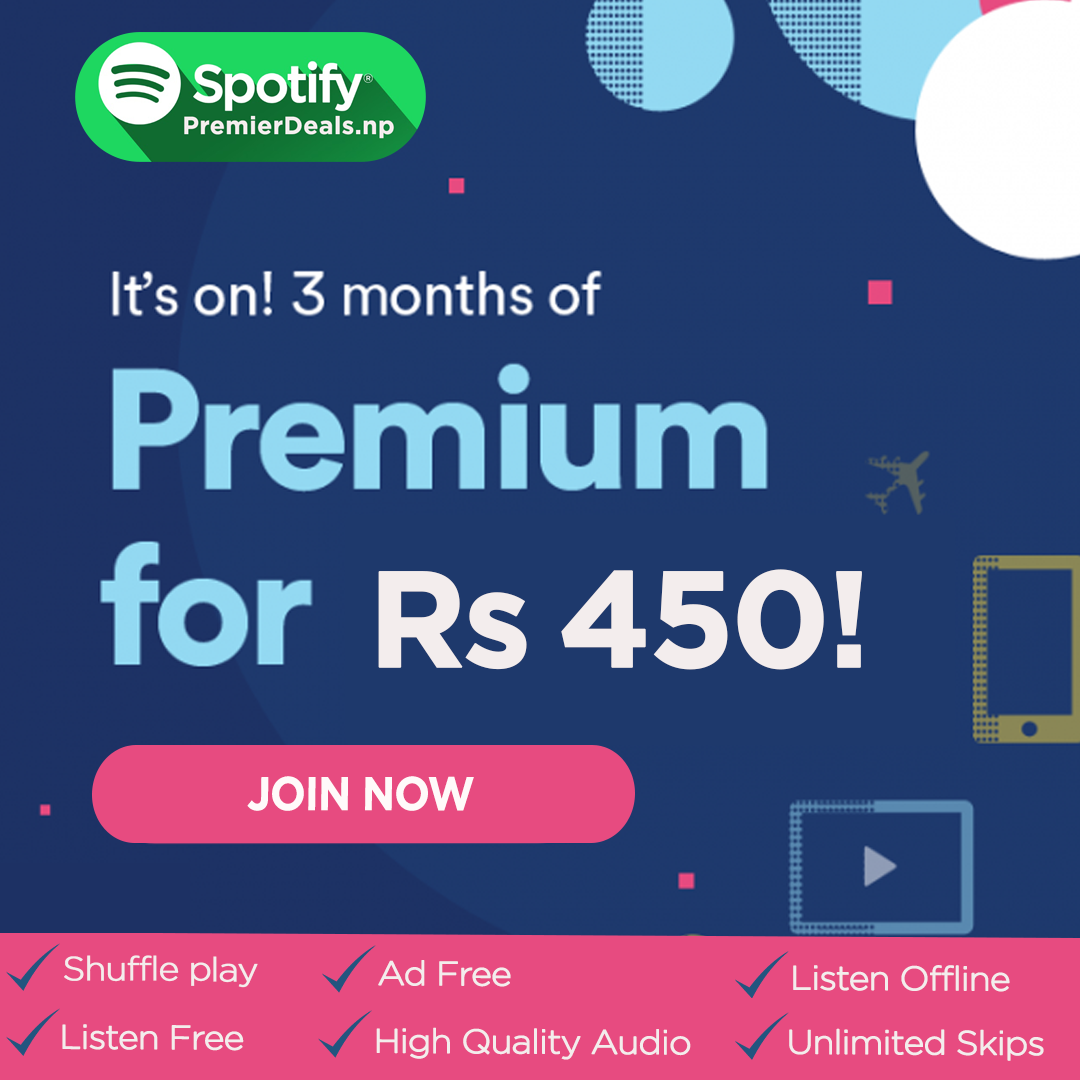 Spotify®
PremierDeals.np
It's on! 3 months of
Premium
for Rs 450!
JOIN NOW
Shuffle play
Ad Free
Listen Offline
Listen Free
High Quality Audio
Unlimited Skips